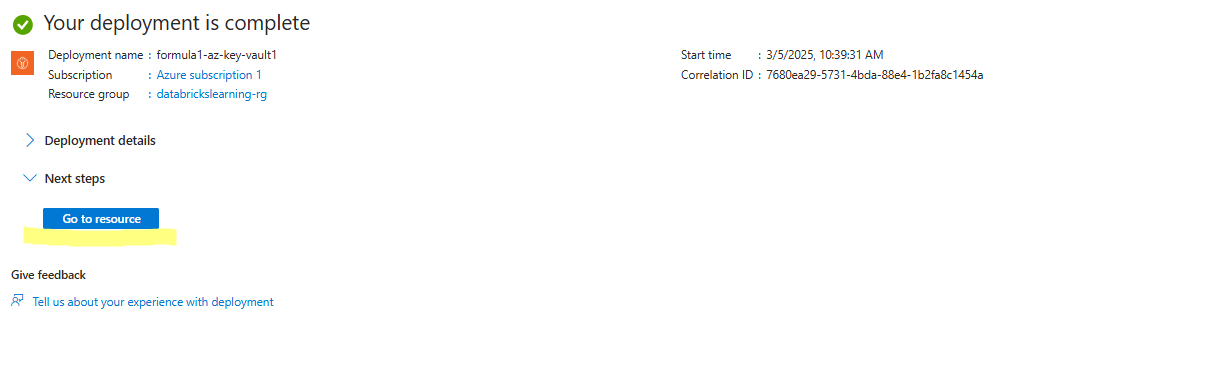 Your deployment is complete
Deployment name : formula1-az-key-vault1
Subscription : Azure subscription 1
Resource group : databrickslearning-rg
Start time : 3/5/2025, 10:39:31 AM
Correlation ID : 7680ea29-5731-4bda-88e4-1b2fa8c1454a
Deployment details
Next steps
Go to resource
Give feedback
Tell us about your experience with deployment